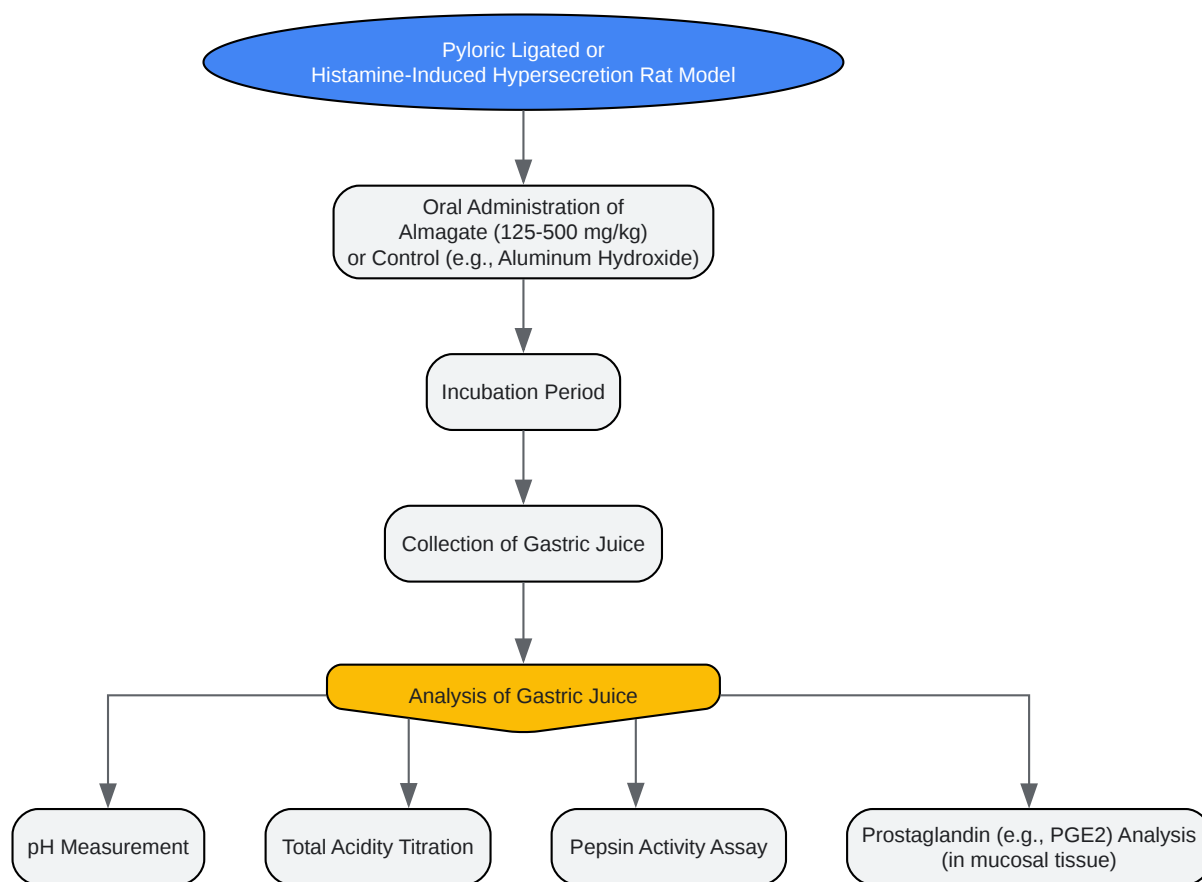 Pyloric Ligated or
Histamine-Induced Hypersecretion Rat Model
Oral Administration of
Almagate (125-500 mg/kg)
or Control (e.g., Aluminum Hydroxide)
Incubation Period
Collection of Gastric Juice
Analysis of Gastric Juice
pH Measurement
Total Acidity Titration
Pepsin Activity Assay
Prostaglandin (e.g., PGE2) Analysis
(in mucosal tissue)